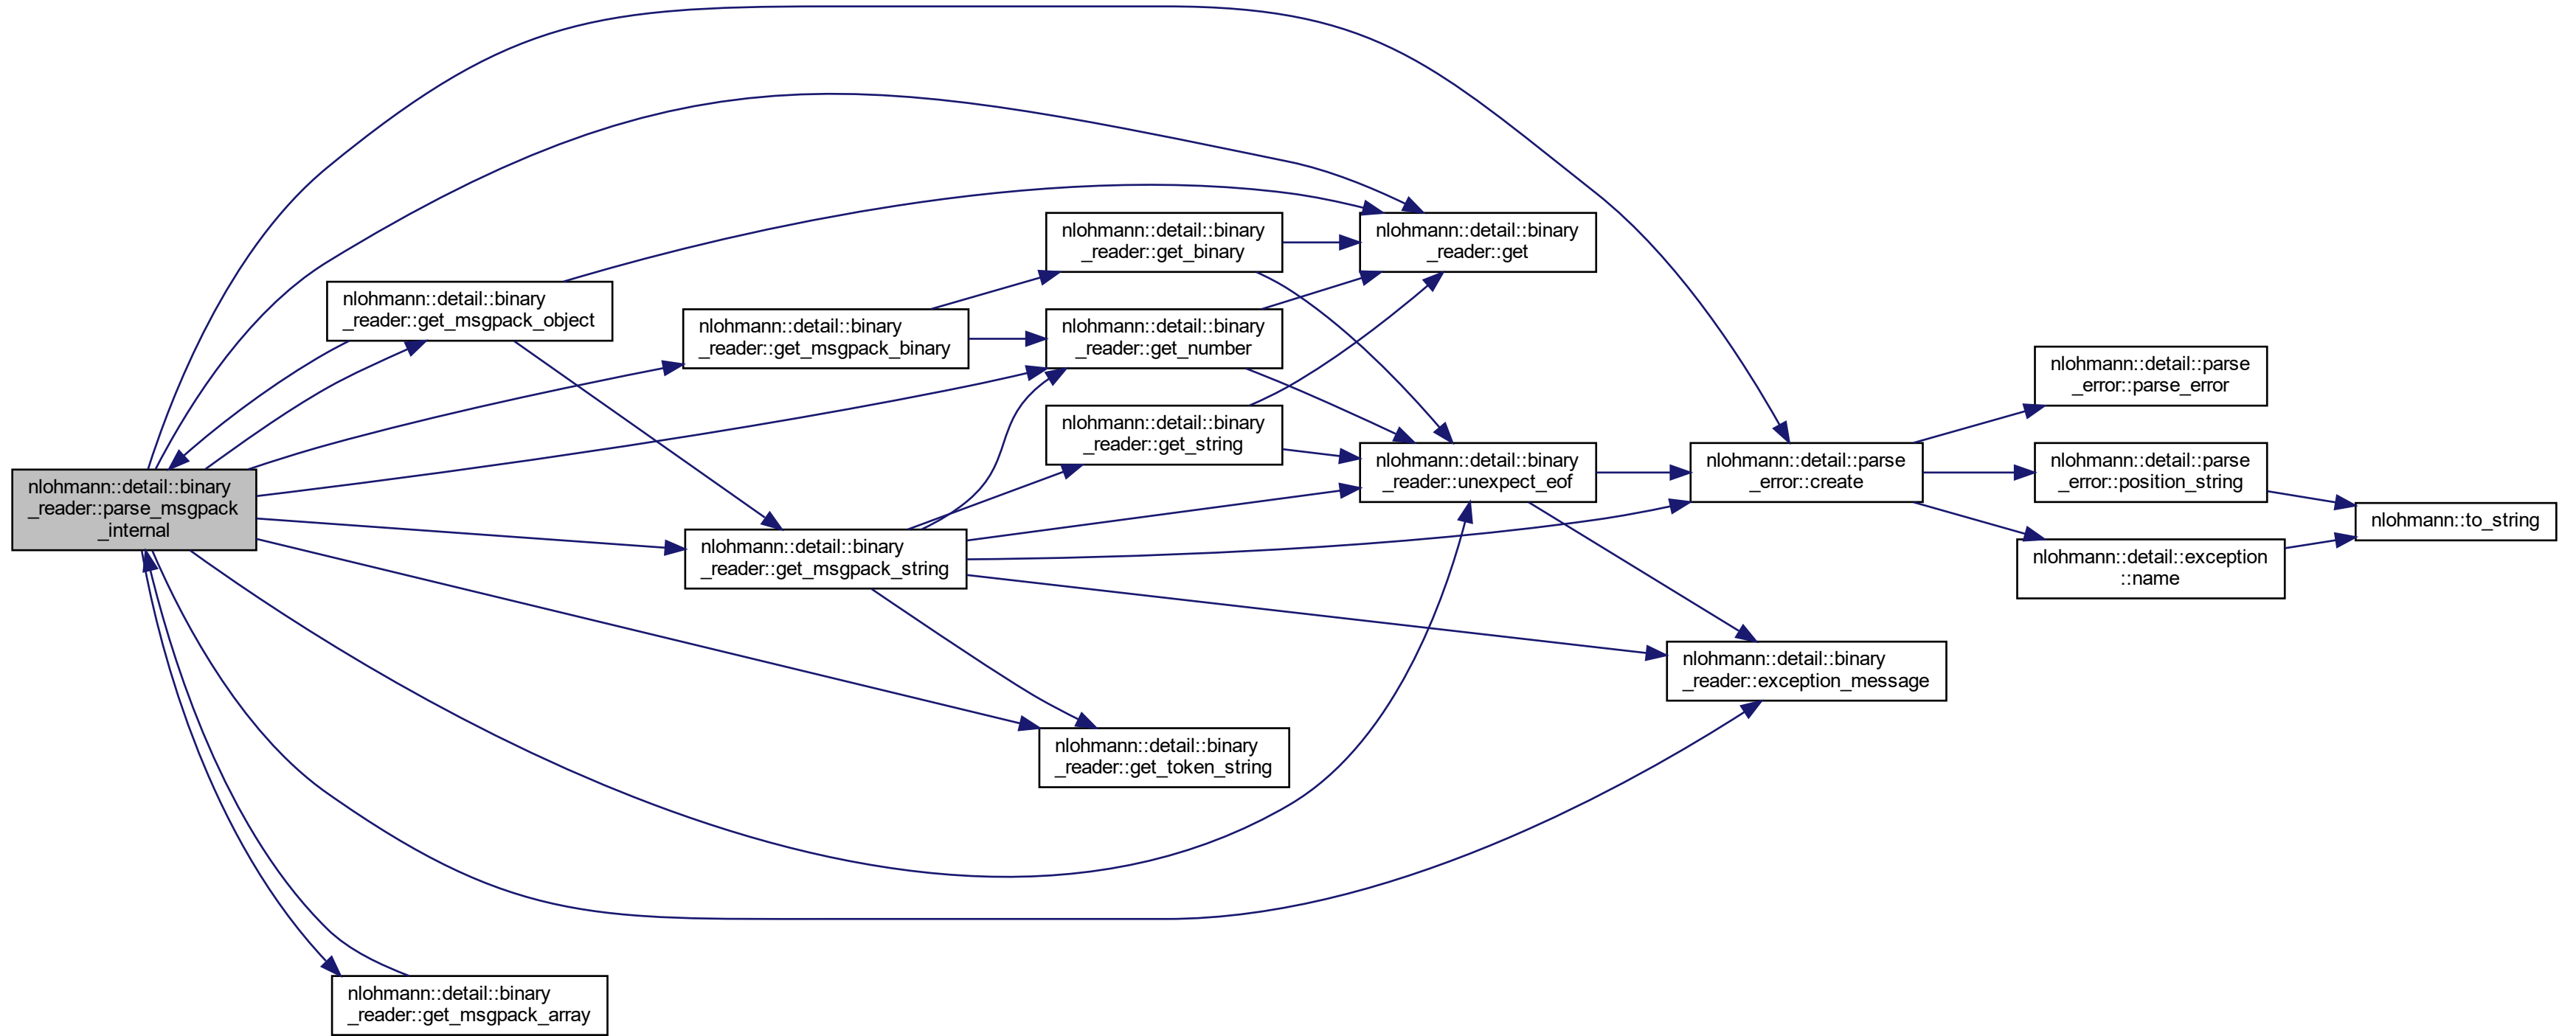 nlohmann::detail::binary
_reader::parse_msgpack
_internal
nlohmann::detail::binary
_reader::get_msgpack_object
nlohmann::detail::binary
_reader::get_msgpack_array
nlohmann::detail::binary
_reader::get_msgpack_binary
nlohmann::detail::binary
_reader::get_msgpack_string
nlohmann::detail::binary
_reader::get_binary
nlohmann::detail::binary
_reader::get_number
nlohmann::detail::binary
_reader::get_string
nlohmann::detail::binary
_reader::get_token_string
nlohmann::detail::binary
_reader::get
nlohmann::detail::binary
_reader::unexpect_eof
nlohmann::detail::parse
_error::create
nlohmann::detail::binary
_reader::exception_message
nlohmann::detail::parse
_error::parse_error
nlohmann::detail::parse
_error::position_string
nlohmann::detail::exception
::name
nlohmann::to_string